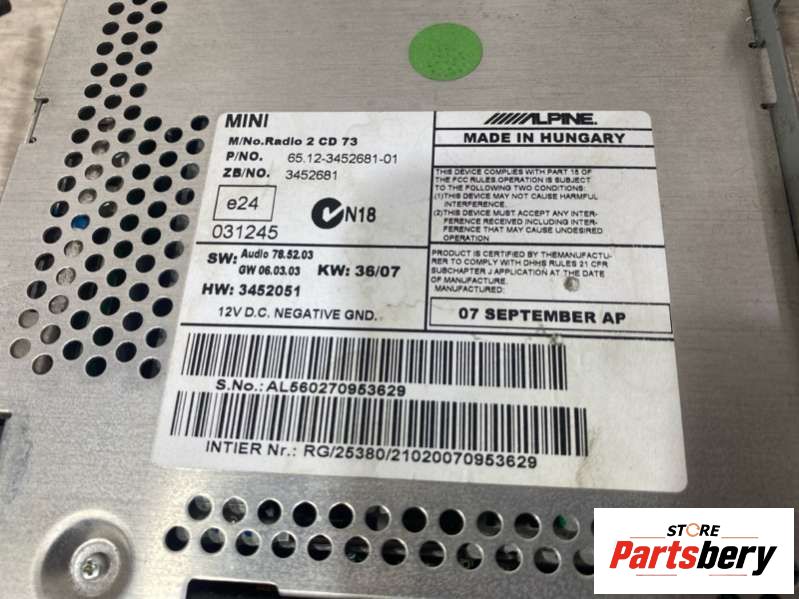 MINI
M/No.Radio 2 CD 73
P/NO. 65.12-3452681-01
ZB/NO. 3452681
e24
031245
N18
SW: Audio 78.52.03
GW 06.03.03
KW: 36/07
HW: 3452051
12V D.C. NEGATIVE GND.
ALPINE.
MADE IN HUNGARY
THIS DEVICE COMPLIES WITH PART 15 OF
THE FCC RULES OPERATION IS SUBJECT
TO THE FOLLOWING TWO CONDITIONS:
(1)THIS DEVICE MAY NOT CAUSE HARMFUL
INTERFERENCE.
(2)THIS DEVICE MUST ACCEPT ANY INTER-
FERENCE RECEIVED INCLUDING INTER-
FERENCE THAT MAY CAUSE UNDESIRED
OPERATION
PRODUCT IS CERTIFIED BY THEMANUFACTU-
RER TO COMPLY WITH DHHS RULES 21 CFR
SUBCHAPTER J APPLICATION AT THE DATE
OF MANUFACTURE.
MANUFACTURED:
07 SEPTEMBER AP
S.No.: AL560270953629
INTIER Nr.: RG/25380/21020070953629
STORE
Partsbery